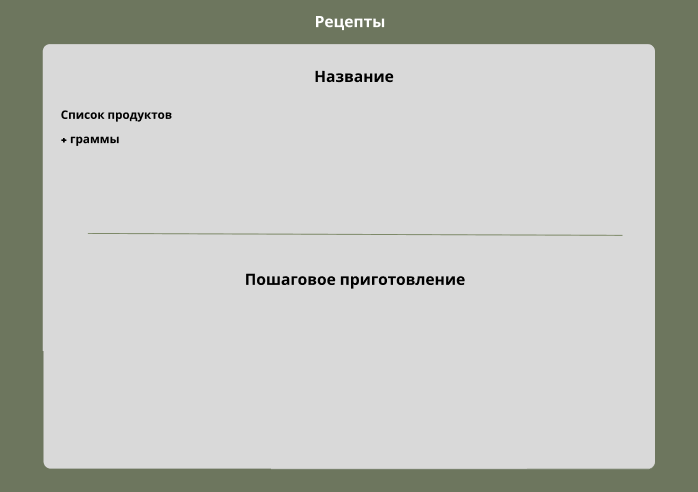 Рецепты
Название
Список продуктов
+ граммы
Пошаговое приготовление